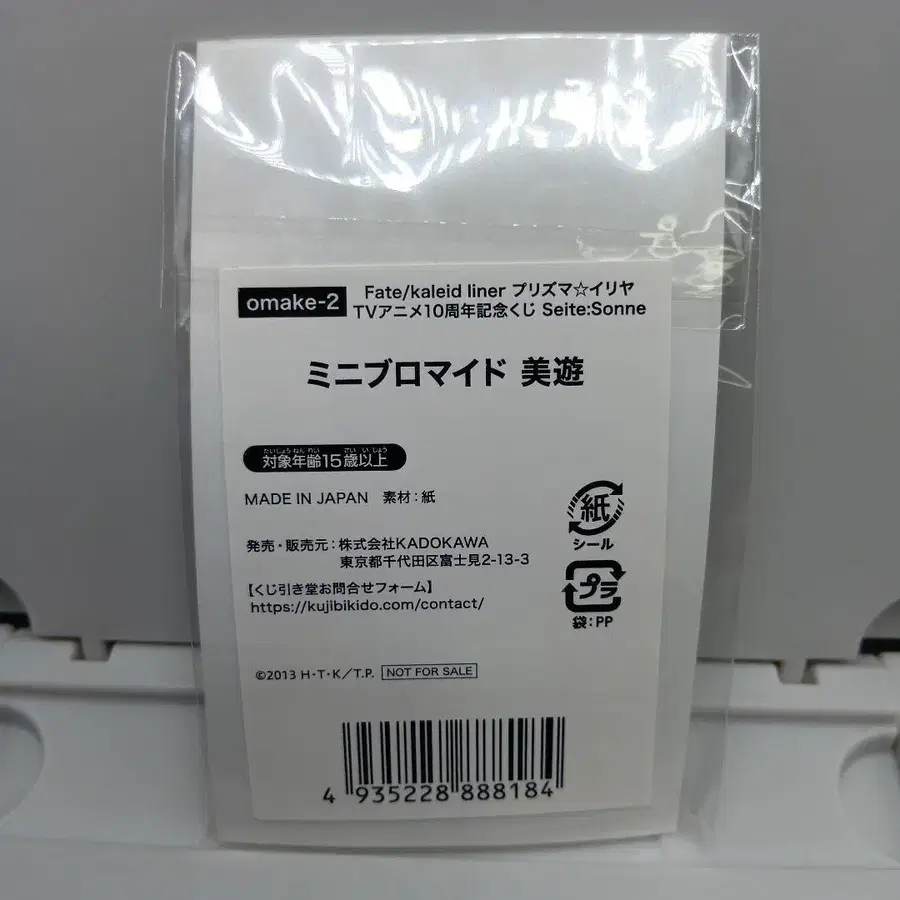 omake-2
Fate/kaleid liner プリズマ☆イリヤ
TVアニメ10周年記念くじ Seite:Sonne
ミニブロマイド 美遊
たいしょうねんれい さいいじょう
対象年齢15歳以上
MADE IN JAPAN 素材：紙
発売・販売元：株式会社KADOKAWA
東京都千代田区富士見2-13-3
【くじ引き堂お問合せフォーム】
https://kujibikido.com/contact/
紙
シール
プラ
袋：PP
©2013 H・T・K／T.P. NOT FOR SALE
4 935228 888184